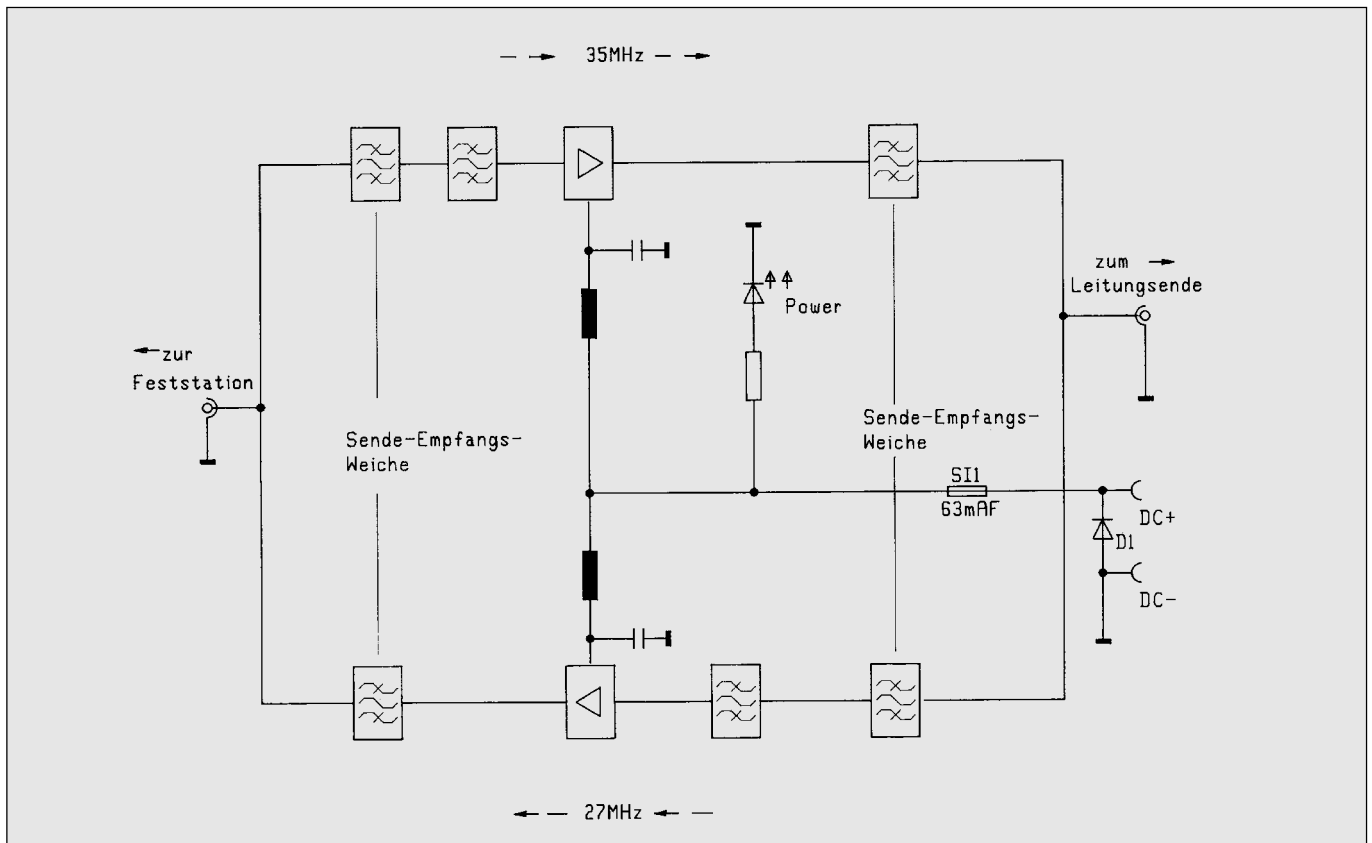 35MHz
Power
zum
Leitungsende
zur
Feststation
Sende-Empfangs-
Weiche
Sende-Empfangs-
Weiche
SI1
63mAF
DC+
D1
DC-
27MHz